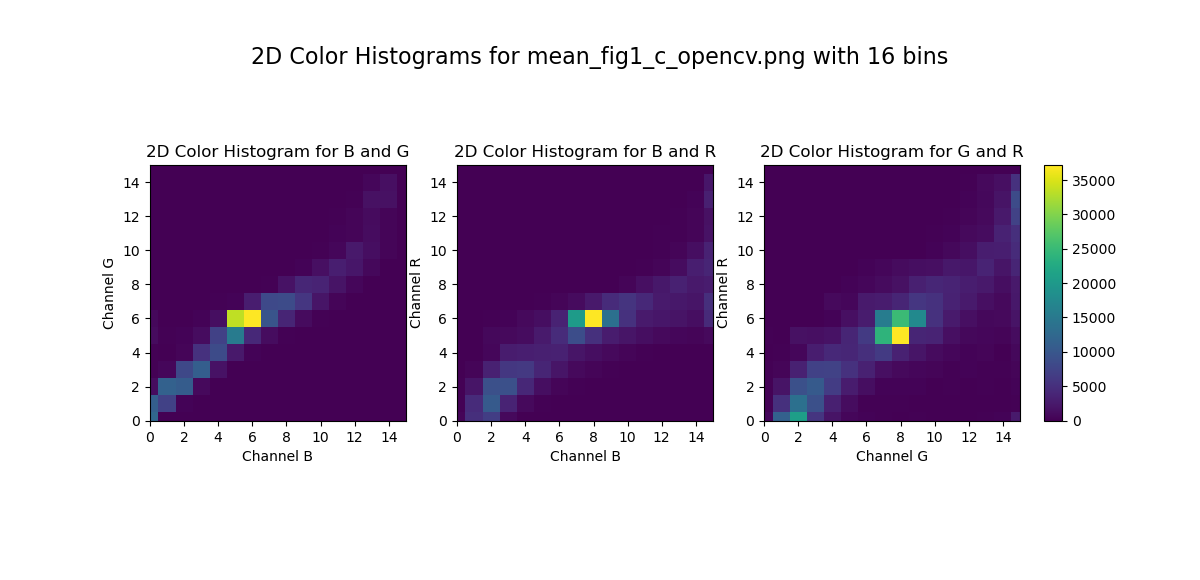 2D Color Histograms for mean_fig1_c_opencv.png with 16 bins
2D Color Histogram for B and G
2D Color Histogram for B and R
2D Color Histogram for G and R
Channel G
14
12
10
8
6
4
2
0
0 2 4 6 8 10 12 14
Channel B
Channel R
14
12
10
8
6
4
2
0
0 2 4 6 8 10 12 14
Channel B
Channel R
14
12
10
8
6
4
2
0
0 2 4 6 8 10 12 14
Channel G
35000
30000
25000
20000
15000
10000
5000
0